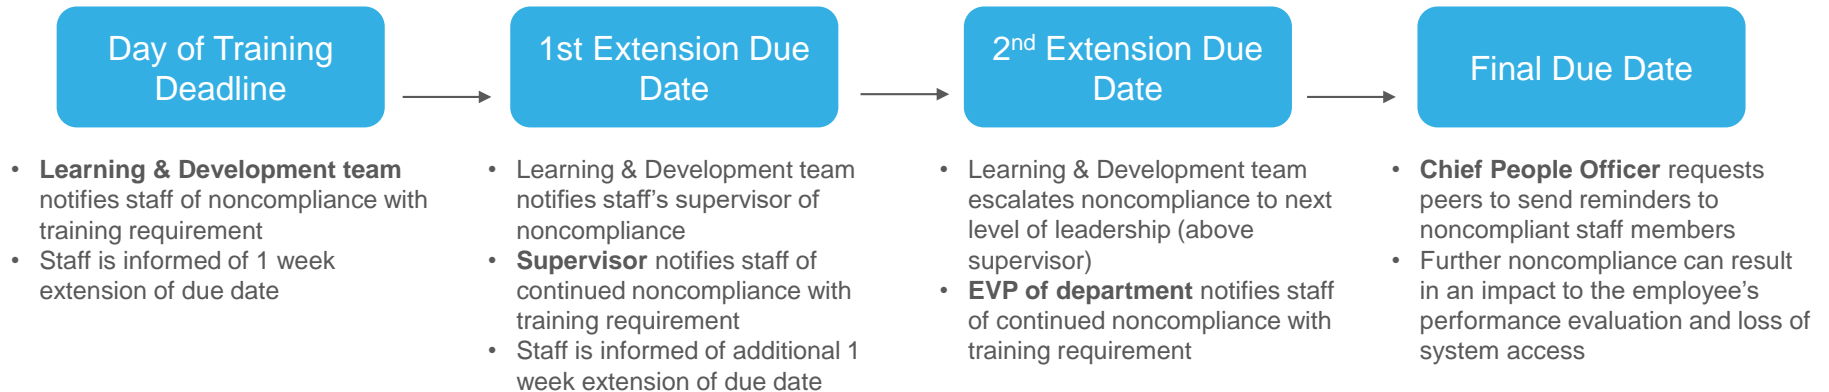 Day of Training
Deadline
1st Extension Due
Date
2nd Extension Due
Date
Final Due Date
• Learning & Development team
notifies staff of noncompliance with
training requirement
• Staff is informed of 1 week
extension of due date
• Learning & Development team
notifies staff’s supervisor of
noncompliance
• Supervisor notifies staff of
continued noncompliance with
training requirement
• Staff is informed of additional 1
week extension of due date
• Learning & Development team
escalates noncompliance to next
level of leadership (above
supervisor)
• EVP of department notifies staff
of continued noncompliance with
training requirement
• Chief People Officer requests
peers to send reminders to
noncompliant staff members
• Further noncompliance can result
in an impact to the employee’s
performance evaluation and loss of
system access